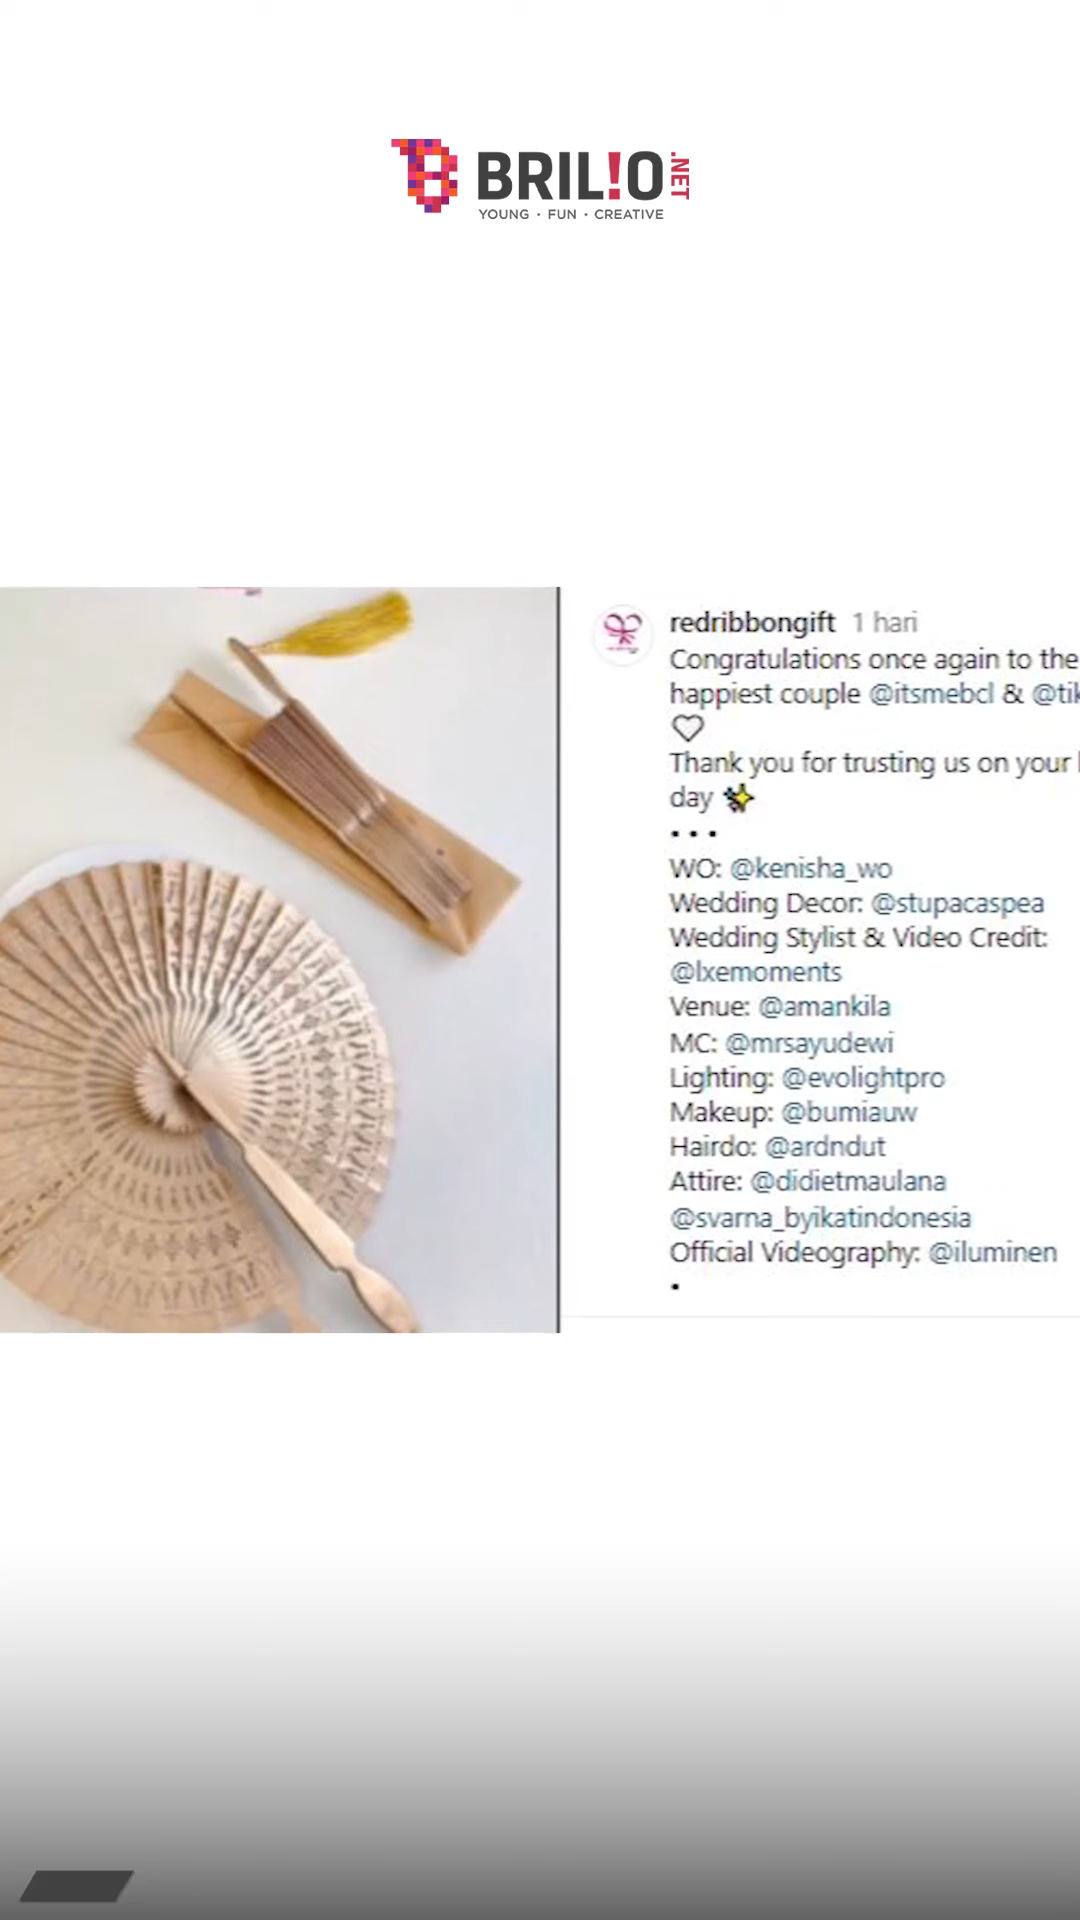 BRIL!O.NET
YOUNG · FUN · CREATIVE
redribbongift 1 hari
Congratulations once again to the
happiest couple @itsmebcl &
♡
Thank you for trusting us on your
day ✨
• • •
WO: @kenisha_wo
Wedding Decor: @stupacaspea
Wedding Stylist & Video Credit:
@lxemoments
Venue: @amankila
MC: @mrsayudewi
Lighting: @evolightpro
Makeup: @bumiauw
Hairdo: @ardndut
Attire: @didietmaulana
@svarna_byikatindonesia
Official Videography: @iluminen
•